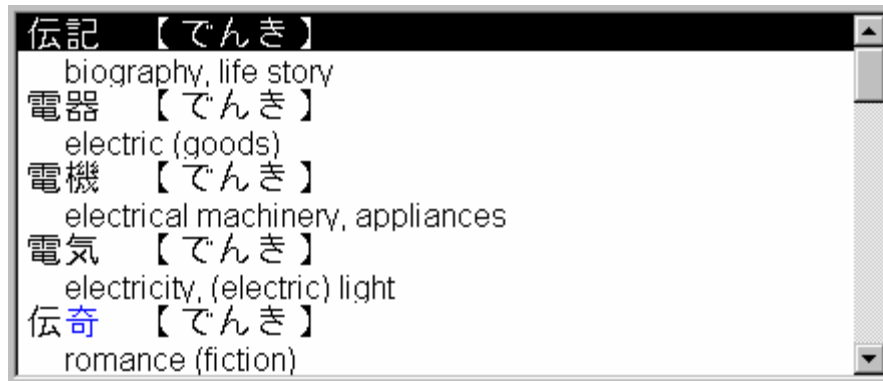 伝記 【でんき】
biography, life story
電器 【でんき】
electric (goods)
電機 【でんき】
electrical machinery, appliances
電気 【でんき】
electricity, (electric) light
伝奇 【でんき】
romance (fiction)